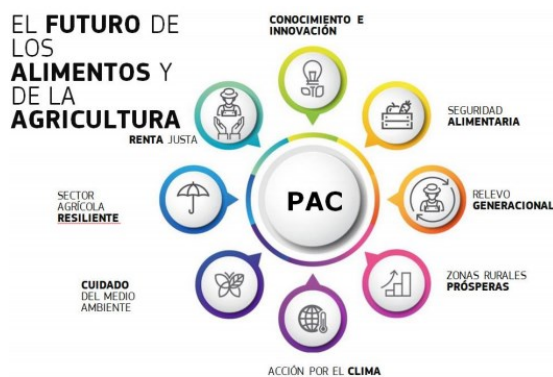 EL FUTURO DE
LOS
ALIMENTOS Y
DE LA
AGRICULTURA
CONOCIMIENTO E
INNOVACIÓN
SEGURIDAD
ALIMENTARIA
RENTA JUSTA
SECTOR
AGRÍCOLA
RESILIENTE
PAC
RELEVO
GENERACIONAL
CUIDADO
DEL MEDIO
AMBIENTE
ZONAS RURALES
PRÓSPERAS
ACCIÓN POR EL CLIMA